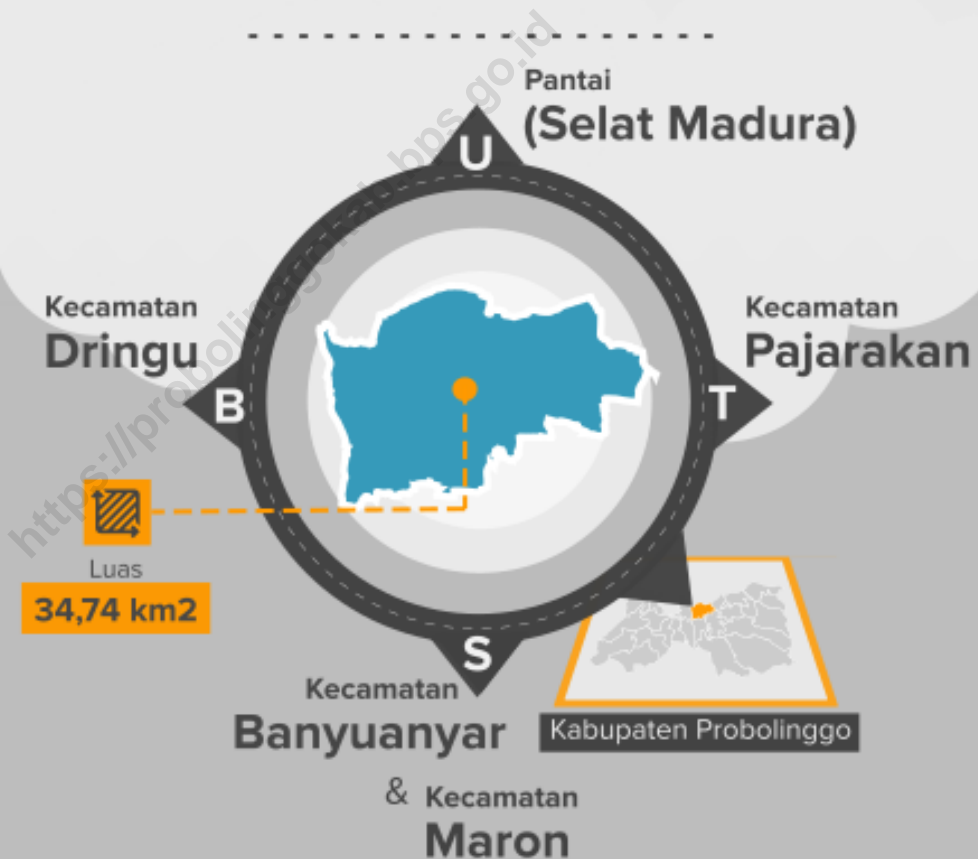 Pantai
(Selat Madura)
U
Kecamatan
Dringu
Kecamatan
Pajarakan
B
T
Luas
34,74 km2
S
Kecamatan
Banyuanyar
& Kecamatan
Maron
Kabupaten Probolinggo
https://probolinggokab.bps.go.id